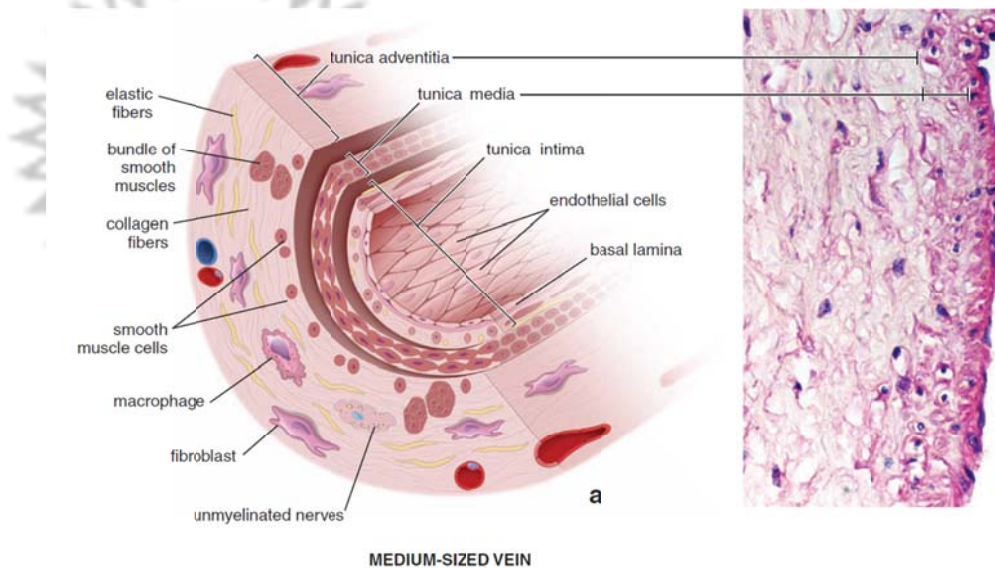 tunica adventitia
tunica media
tunica intima
endothelial cells
basal lamina
elastic
fibers
bundle of
smooth
muscles
collagen
fibers
smooth
muscle cells
macrophage
fibroblast
unmyelinated nerves
a
MEDIUM-SIZED VEIN